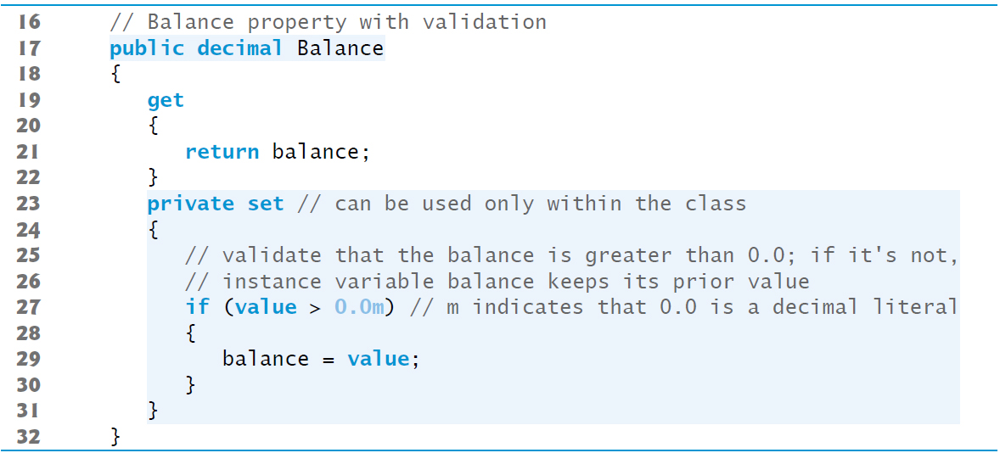 16 // Balance property with validation
17 public decimal Balance
18 {
19 get
20 {
21 return balance;
22 }
23 private set // can be used only within the class
24 {
25 // validate that the balance is greater than 0.0; if it's not,
26 // instance variable balance keeps its prior value
27 if (value > 0.0m) // m indicates that 0.0 is a decimal literal
28 {
29 balance = value;
30 }
31 }
32 }